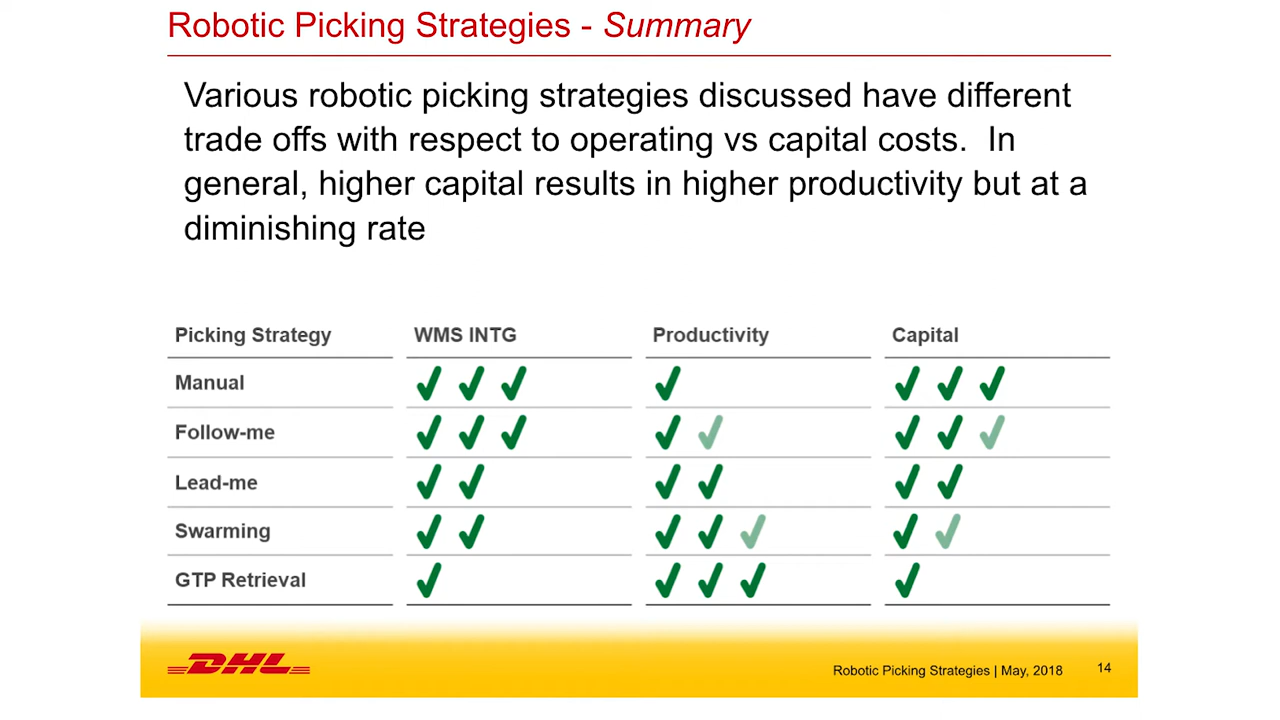 Robotic Picking Strategies - Summary
Various robotic picking strategies discussed have different
trade offs with respect to operating vs capital costs. In
general, higher capital results in higher productivity but at a
diminishing rate
Picking Strategy WMS INTG Productivity Capital
Manual
Follow-me
Lead-me
Swarming
GTP Retrieval
DHL
Robotic Picking Strategies | May, 2018 14